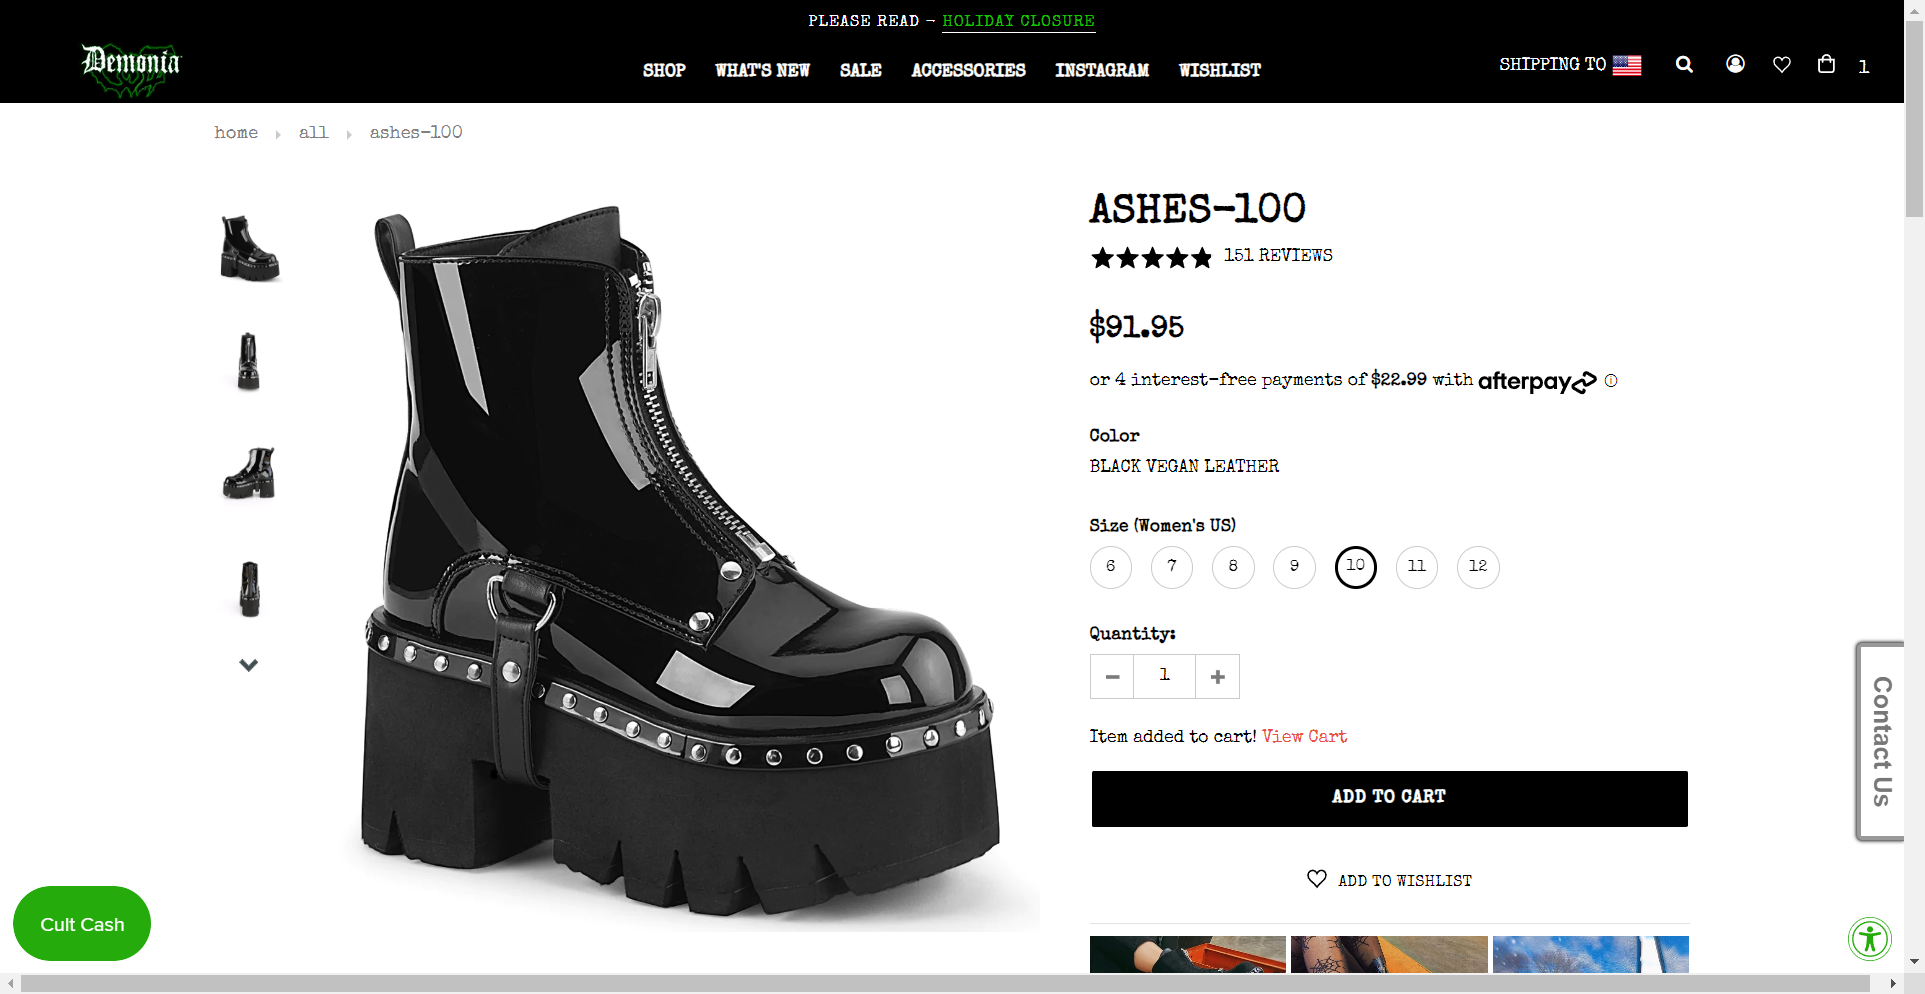 PLEASE READ - HOLIDAY CLOSURE
Demonia
SHOP WHAT'S NEW SALE ACCESSORIES INSTAGRAM WISHLIST
SHIPPING TO
1
home all ashes-100
ASHES-100
151 REVIEWS
$91.95
or 4 interest-free payments of $22.99 with afterpay
Color
BLACK VEGAN LEATHER
Size (Women's US)
6 7 8 9 10 11 12
Quantity:
− 1 +
Item added to cart! View Cart
ADD TO CART
ADD TO WISHLIST
Contact Us
Cult Cash